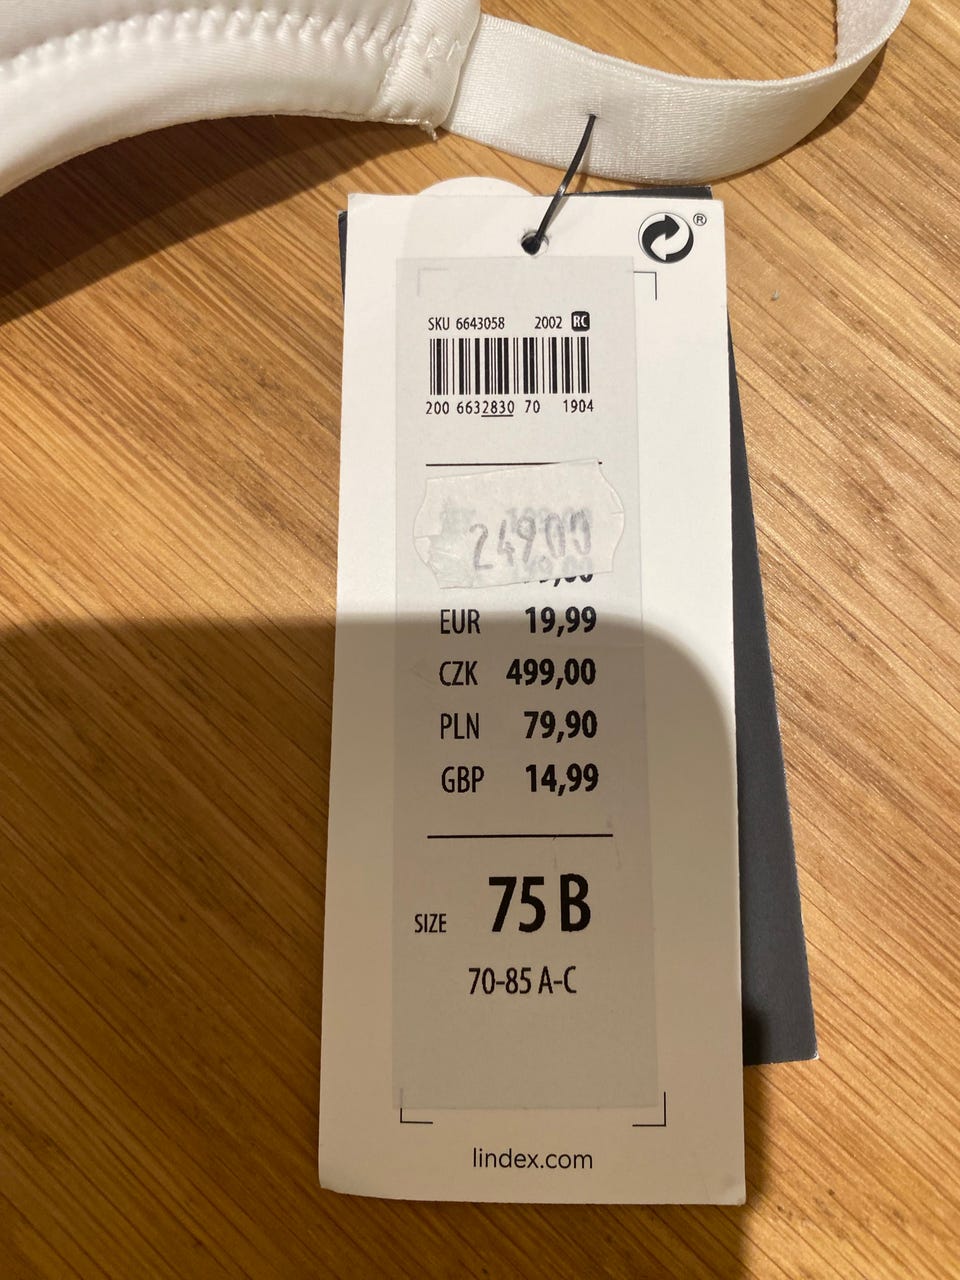 ®
SKU 6643058 2002 RC
200 6632830 70 1904
249.00
EUR 19,99
CZK 499,00
PLN 79,90
GBP 14,99
SIZE 75 B
70-85 A-C
lindex.com